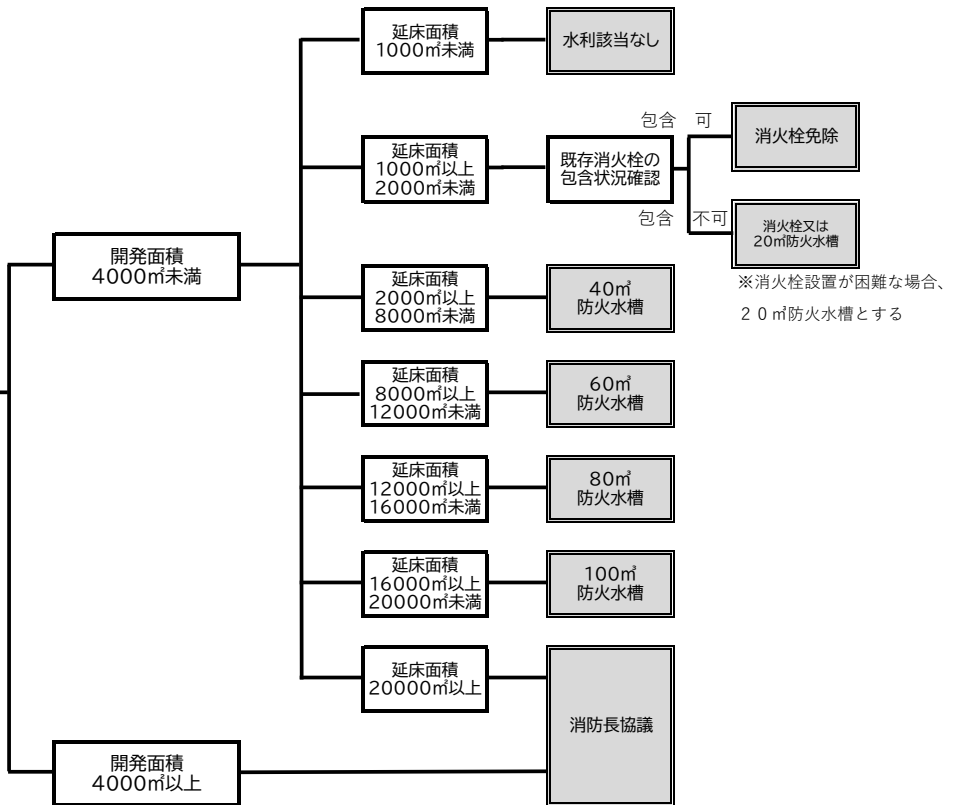 延床面積
1000㎡未満
水利該当なし
包含　可
消火栓免除
延床面積
1000㎡以上
2000㎡未満
既存消火栓の
包含状況確認
包含　不可
消火栓又は
20㎡防火水槽
※消火栓設置が困難な場合、
２０㎡防火水槽とする
開発面積
4000㎡未満
延床面積
2000㎡以上
8000㎡未満
40㎥
防火水槽
延床面積
8000㎡以上
12000㎡未満
60㎥
防火水槽
延床面積
12000㎡以上
16000㎡未満
80㎥
防火水槽
延床面積
16000㎡以上
20000㎡未満
100㎥
防火水槽
延床面積
20000㎡以上
消防長協議
開発面積
4000㎡以上